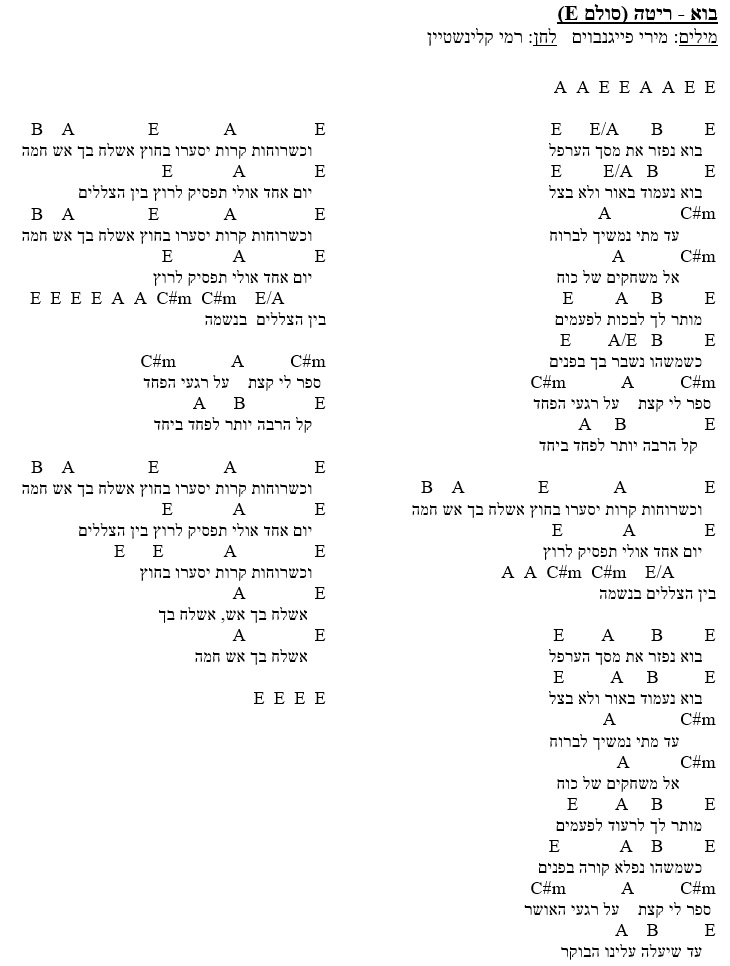 בוא - ריטה (סולם E)
מילים: מירי פייגנבוים לחן: רמי קלינשטיין
A A E E A A E E
E E/A B E
בוא נפזר את מסך הערפל
E E/A B E
בוא נעמוד באור ולא בצל
A C#m
עד מתי נמשיך לברוח
A C#m
אל משחקים של כוח
E A B E
מותר לך לבכות לפעמים
E A/E B E
כשמשהו נשבר בך בפנים
C#m A C#m
ספר לי קצת על רגעי הפחד
A B E
קל הרבה יותר לפחד ביחד
B A E A E
וכשרוחות קרות יסערו בחוץ אשלח בך אש חמה
E A E
יום אחד אולי תפסיק לרוץ
A A C#m C#m E/A
בין הצללים בנשמה
E A B E
בוא נפזר את מסך הערפל
E A B E
בוא נעמוד באור ולא בצל
A C#m
עד מתי נמשיך לברוח
A C#m
אל משחקים של כוח
E A B E
מותר לך לרעוד לפעמים
E A B E
כשמשהו נפלא קורה בפנים
C#m A C#m
ספר לי קצת על רגעי האושר
A B E
עד שיעלה עלינו הבוקר
B A E A E
וכשרוחות קרות יסערו בחוץ אשלח בך אש חמה
E A E
יום אחד אולי תפסיק לרוץ בין הצללים
B A E A E
וכשרוחות קרות יסערו בחוץ אשלח בך אש חמה
E A E
יום אחד אולי תפסיק לרוץ
E E E E A A C#m C#m E/A
בין הצללים בנשמה
C#m A C#m
ספר לי קצת על רגעי הפחד
A B E
קל הרבה יותר לפחד ביחד
B A E A E
וכשרוחות קרות יסערו בחוץ אשלח בך אש חמה
E A E
יום אחד אולי תפסיק לרוץ בין הצללים
E E A E
וכשרוחות קרות יסערו בחוץ
A E
אשלח בך אש, אשלח בך
A E
אשלח בך אש חמה
E E E E